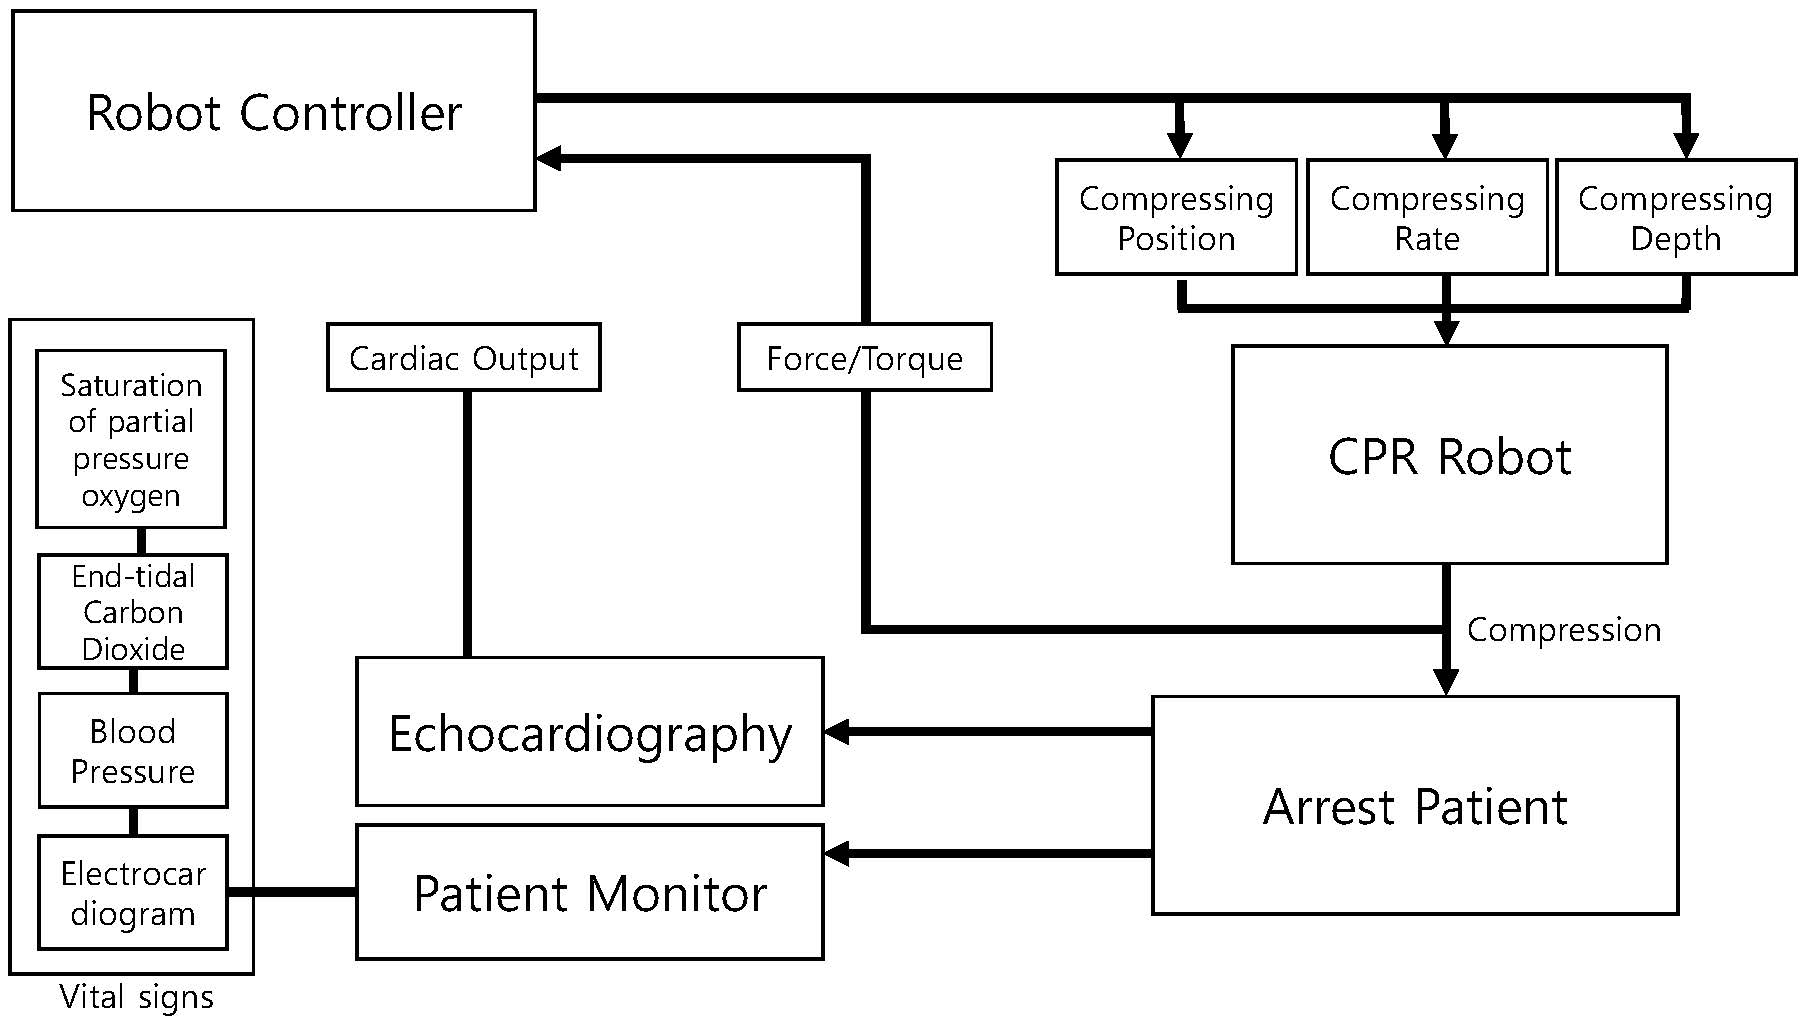 Robot Controller
Compressing
Position
Compressing
Rate
Compressing
Depth
Saturation
of partial
pressure
oxygen
End-tidal
Carbon
Dioxide
Blood
Pressure
Electrocar
diogram
Vital signs
Cardiac Output
Force/Torque
CPR Robot
Compression
Echocardiography
Patient Monitor
Arrest Patient